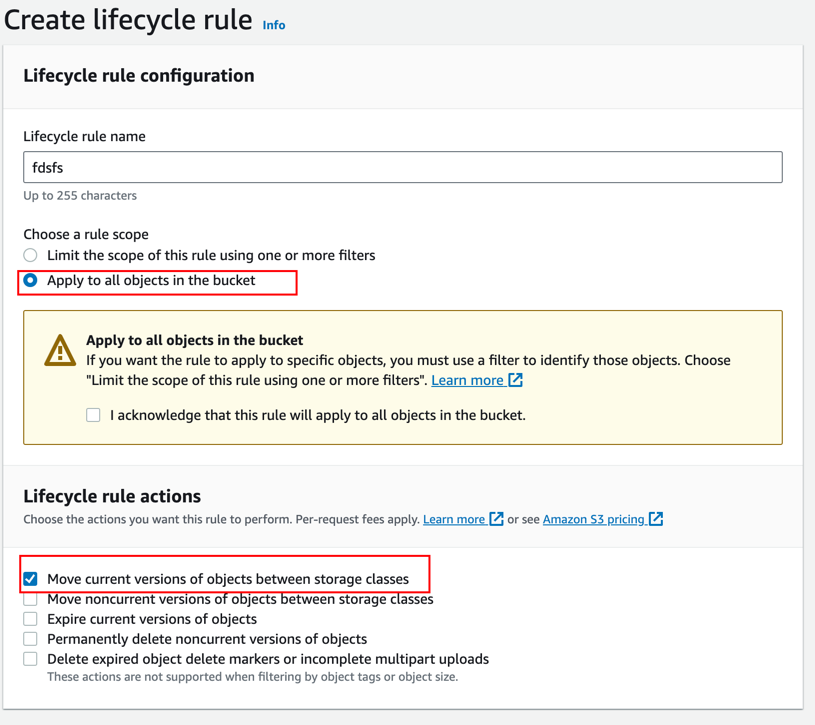 Create lifecycle rule Info
Lifecycle rule configuration
Lifecycle rule name
fdsfs
Up to 255 characters
Choose a rule scope
Limit the scope of this rule using one or more filters
Apply to all objects in the bucket
Apply to all objects in the bucket
If you want the rule to apply to specific objects, you must use a filter to identify those objects. Choose
"Limit the scope of this rule using one or more filters". Learn more
I acknowledge that this rule will apply to all objects in the bucket.
Lifecycle rule actions
Choose the actions you want this rule to perform. Per-request fees apply. Learn more or see Amazon S3 pricing
Move current versions of objects between storage classes
Move noncurrent versions of objects between storage classes
Expire current versions of objects
Permanently delete noncurrent versions of objects
Delete expired object delete markers or incomplete multipart uploads
These actions are not supported when filtering by object tags or object size.